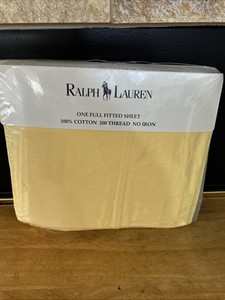 RALPH LAUREN
ONE FULL FITTED SHEET
100% COTTON 200 THREAD NO IRON